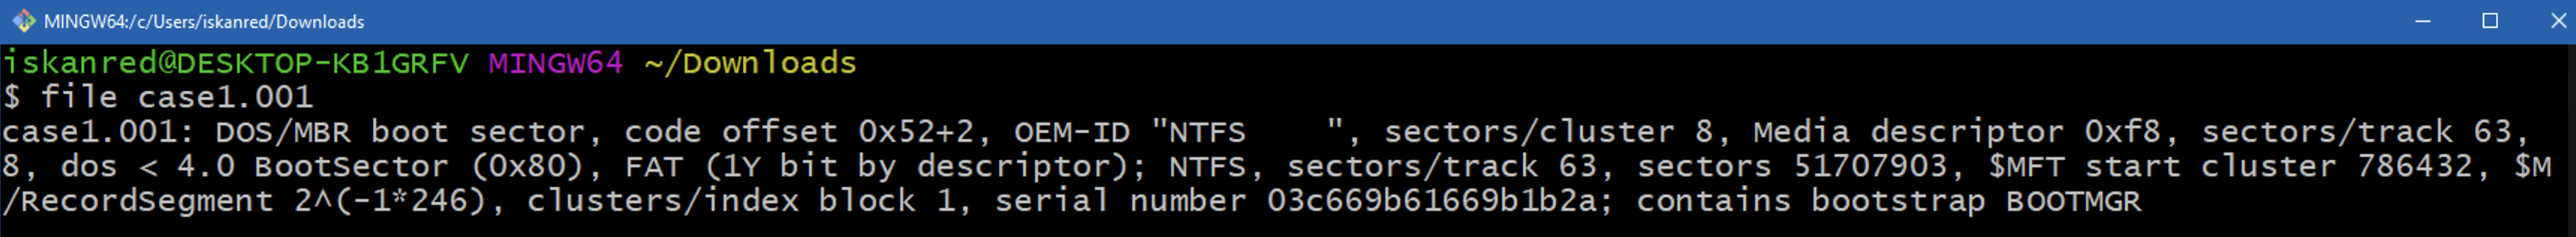 MINGW64:/c/Users/iskanred/Downloads
iskanred@DESKTOP-KB1GRFV MINGW64 ~/Downloads
$ file case1.001
case1.001: DOS/MBR boot sector, code offset 0x52+2, OEM-ID "NTFS    ", sectors/cluster 8, Media descriptor 0xf8, sectors/track 63,
8, dos < 4.0 BootSector (0x80), FAT (1Y bit by descriptor); NTFS, sectors/track 63, sectors 51707903, $MFT start cluster 786432, $M
/RecordSegment 2^(-1*246), clusters/index block 1, serial number 03c669b61669b1b2a; contains bootstrap BOOTMGR